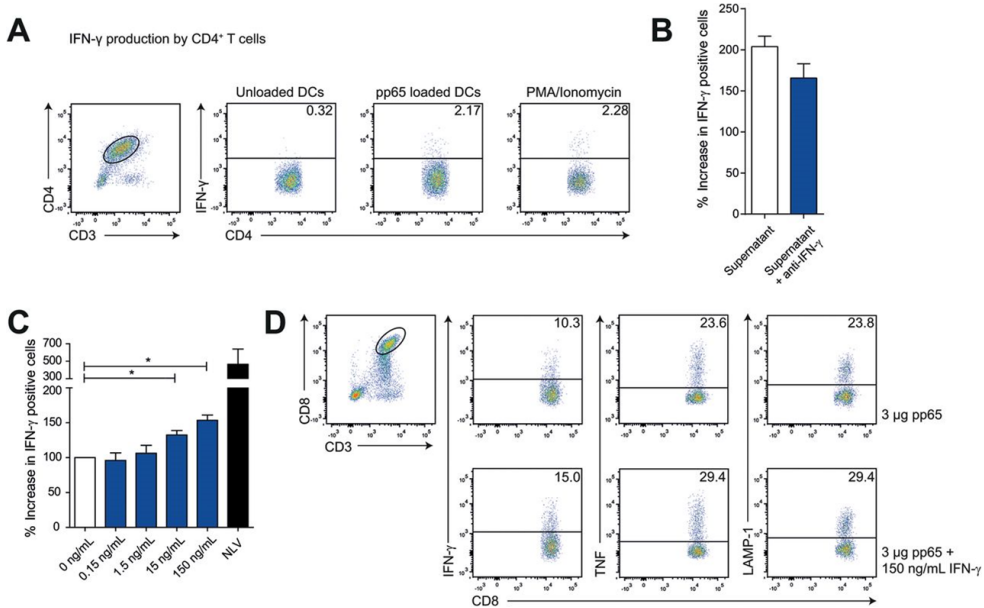 A
IFN-γ production by CD4⁺ T cells
Unloaded DCs
pp65 loaded DCs
PMA/Ionomycin
0.32
2.17
2.28
CD4
IFN-γ
CD3
CD4
B
% Increase in IFN-γ positive cells
250
200
150
100
50
0
Supernatant
Supernatant
+ anti-IFN-γ
C
% Increase in IFN-γ positive cells
700
500
300
200
150
100
50
0
*
*
0 ng/mL
0.15 ng/mL
1.5 ng/mL
15 ng/mL
150 ng/mL
NLV
D
CD8
CD3
10.3
23.6
23.8
3 µg pp65
15.0
29.4
29.4
3 µg pp65 +
150 ng/mL IFN-γ
IFN-γ
TNF
LAMP-1
CD8